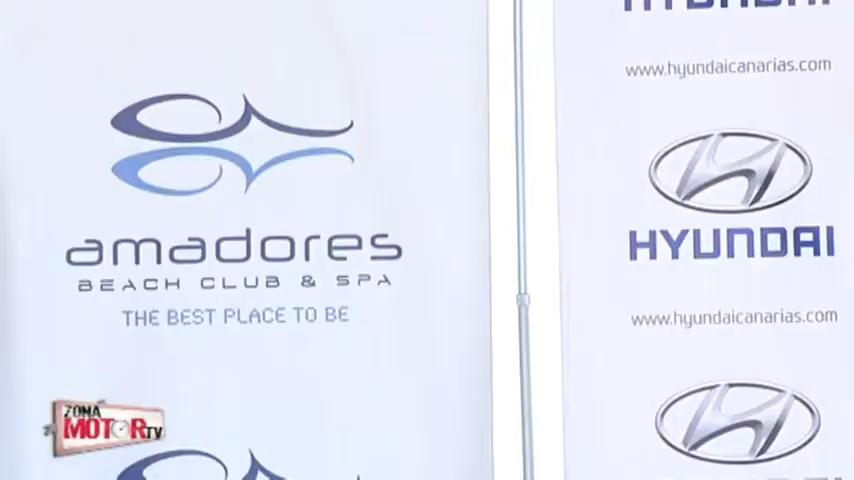 amadores
BEACH CLUB & SPA
THE BEST PLACE TO BE
ZONA
MOTOR TV
HYUNDAI
www.hyundaicanarias.com
HYUNDAI
www.hyundaicanarias.com